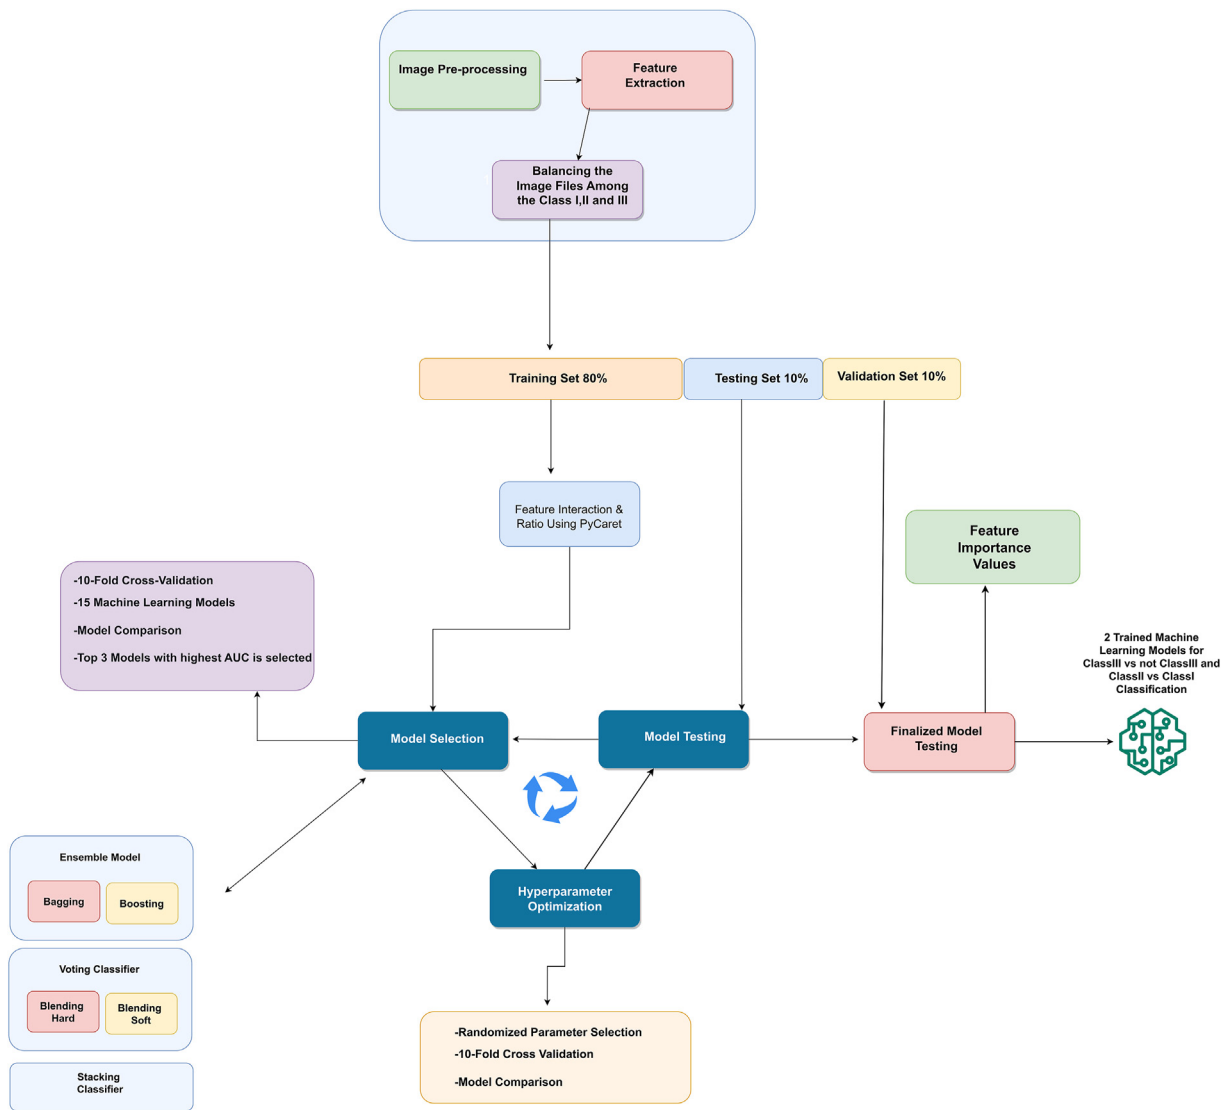 Image Pre-processing
Feature
Extraction
Balancing the
Image Files Among
the Class I,II and III
Training Set 80%
Testing Set 10%
Validation Set 10%
Feature Interaction &
Ratio Using PyCaret
Feature
Importance
Values
-10-Fold Cross-Validation
-15 Machine Learning Models
-Model Comparison
-Top 3 Models with highest AUC is selected
2 Trained Machine
Learning Models for
ClassIII vs not ClassIII and
ClassII vs ClassI
Classification
Model Selection
Model Testing
Finalized Model
Testing
Hyperparameter
Optimization
Ensemble Model
Bagging
Boosting
Voting Classifier
Blending
Hard
Blending
Soft
Stacking
Classifier
-Randomized Parameter Selection
-10-Fold Cross Validation
-Model Comparison